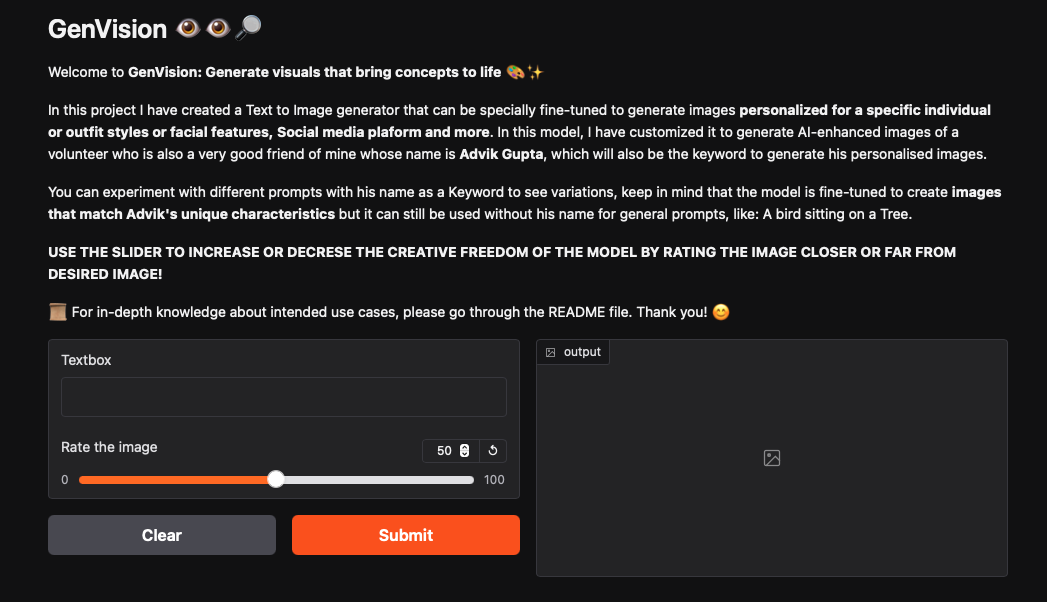 GenVision 👁️👁️🔎
Welcome to GenVision: Generate visuals that bring concepts to life 🎨✨
In this project I have created a Text to Image generator that can be specially fine-tuned to generate images personalized for a specific individual
or outfit styles or facial features, Social media plaform and more. In this model, I have customized it to generate AI-enhanced images of a
volunteer who is also a very good friend of mine whose name is Advik Gupta, which will also be the keyword to generate his personalised images.
You can experiment with different prompts with his name as a Keyword to see variations, keep in mind that the model is fine-tuned to create images
that match Advik's unique characteristics but it can still be used without his name for general prompts, like: A bird sitting on a Tree.
USE THE SLIDER TO INCREASE OR DECRESE THE CREATIVE FREEDOM OF THE MODEL BY RATING THE IMAGE CLOSER OR FAR FROM
DESIRED IMAGE!
📜 For in-depth knowledge about intended use cases, please go through the README file. Thank you! 😊
Textbox
output
Rate the image
50
0
100
Clear
Submit